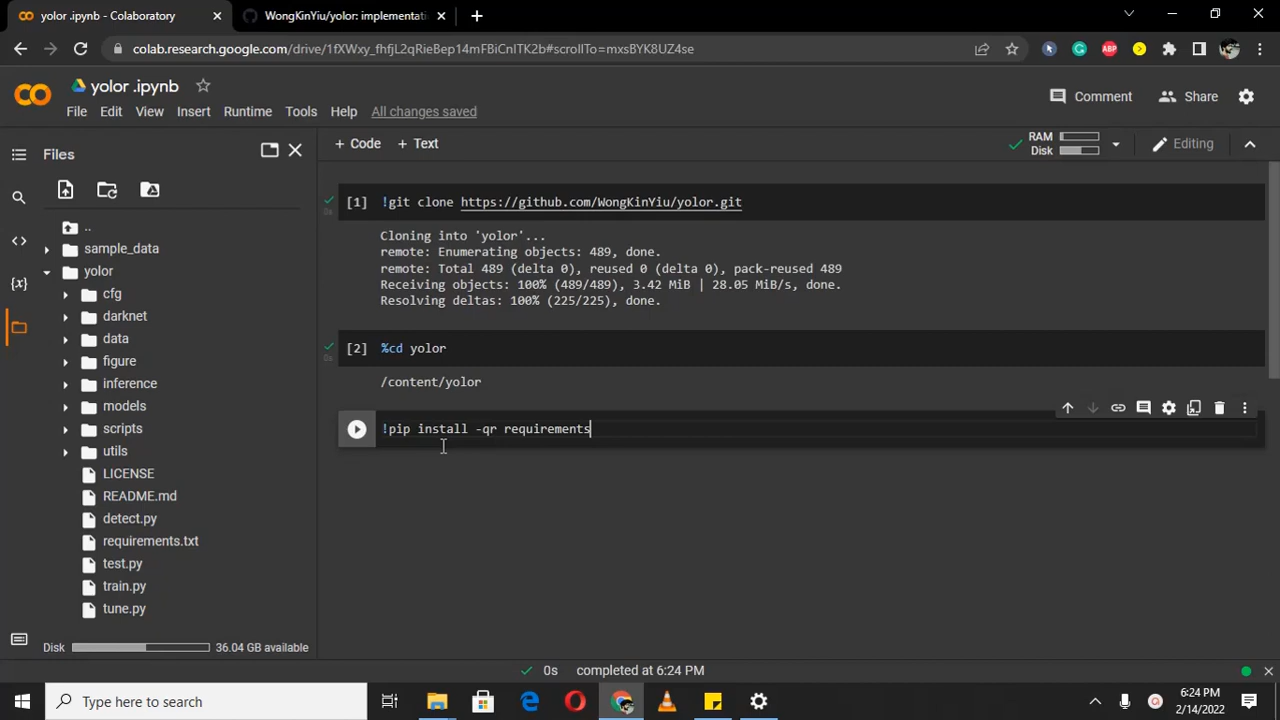 yolor .ipynb - Colaboratory
WongKinYiu/yolor: implementati
colab.research.google.com/drive/1fXWxy_fhfjL2qRieBep14mFBiCnITK2b#scrollTo=mxsBYK8UZ4se
ABP
yolor .ipynb
Comment
Share
File Edit View Insert Runtime Tools Help All changes saved
Files
+ Code + Text
RAM
Disk
Editing
..
sample_data
yolor
cfg
darknet
data
figure
inference
models
scripts
utils
LICENSE
README.md
detect.py
requirements.txt
test.py
train.py
tune.py
{x}
Disk 36.04 GB available
[1] !git clone https://github.com/WongKinYiu/yolor.git
0s
Cloning into 'yolor'...
remote: Enumerating objects: 489, done.
remote: Total 489 (delta 0), reused 0 (delta 0), pack-reused 489
Receiving objects: 100% (489/489), 3.42 MiB | 28.05 MiB/s, done.
Resolving deltas: 100% (225/225), done.
[2] %cd yolor
0s
/content/yolor
!pip install -qr requirements
0s completed at 6:24 PM
Type here to search
6:24 PM
2/14/2022